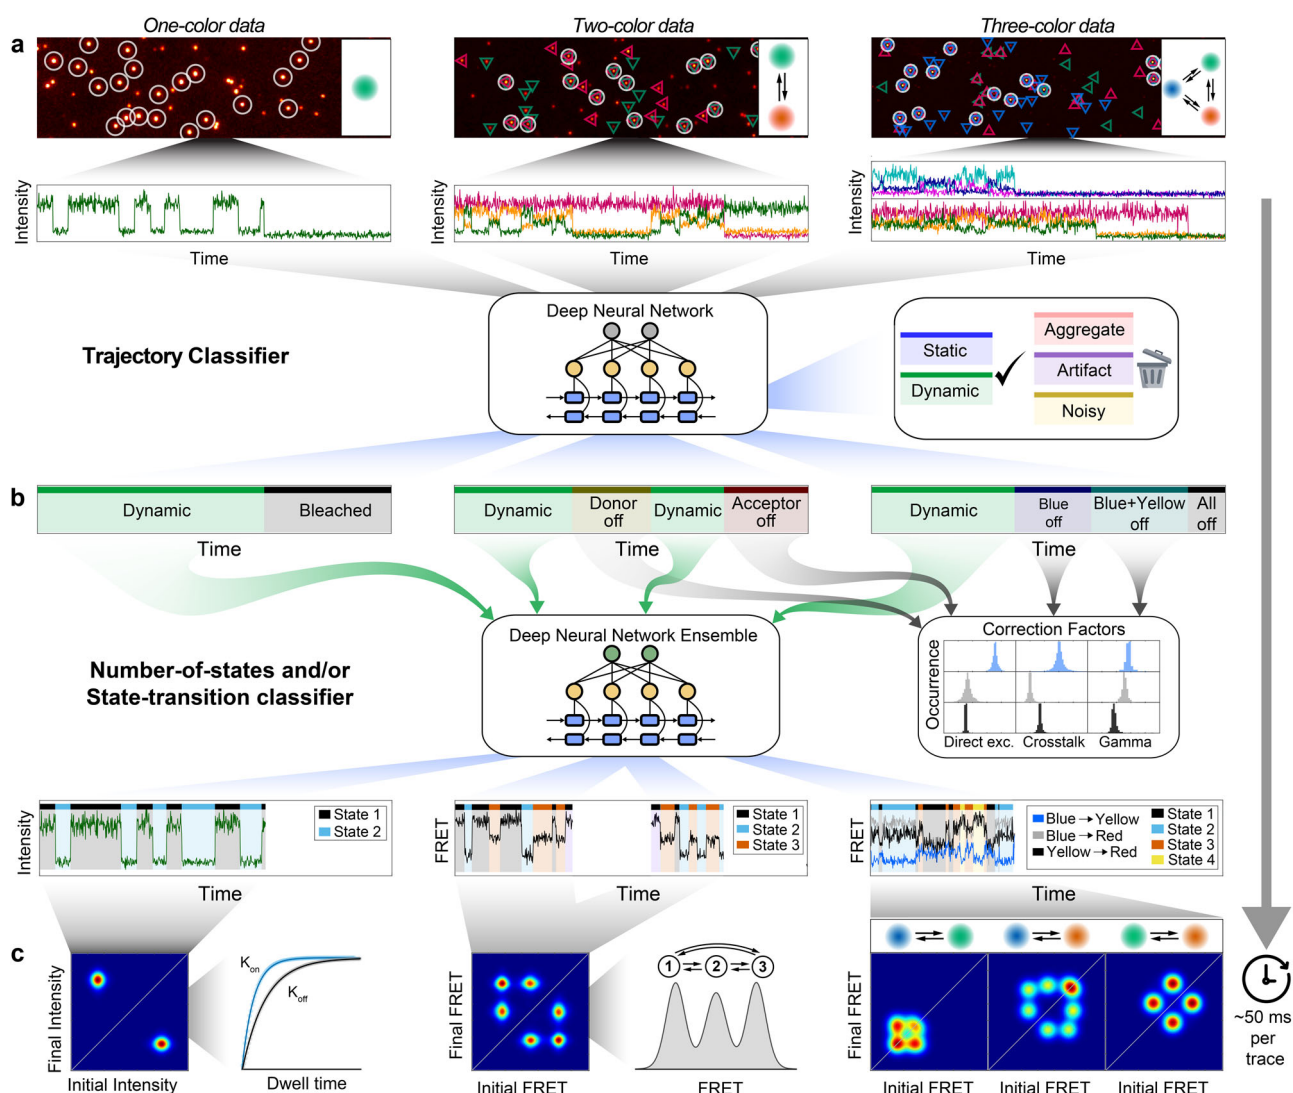 One-color data
Two-color data
Three-color data
a
Intensity
Time
Intensity
Time
Intensity
Time
Trajectory Classifier
Deep Neural Network
Static
Dynamic
Aggregate
Artifact
Noisy
b
Dynamic
Bleached
Time
Dynamic
Donor
off
Dynamic
Acceptor
off
Time
Dynamic
Blue
off
Blue+Yellow
off
All
off
Time
Number-of-states and/or
State-transition classifier
Deep Neural Network Ensemble
Correction Factors
Occurrence
Direct exc.
Crosstalk
Gamma
Intensity
State 1
State 2
Time
FRET
State 1
State 2
State 3
Time
FRET
Blue→Yellow
Blue→Red
Yellow→Red
State 1
State 2
State 3
State 4
Time
c
Final Intensity
Initial Intensity
Kon
Koff
Dwell time
Final FRET
Initial FRET
1
2
3
FRET
Final FRET
Initial FRET
Initial FRET
Initial FRET
~50 ms
per
trace